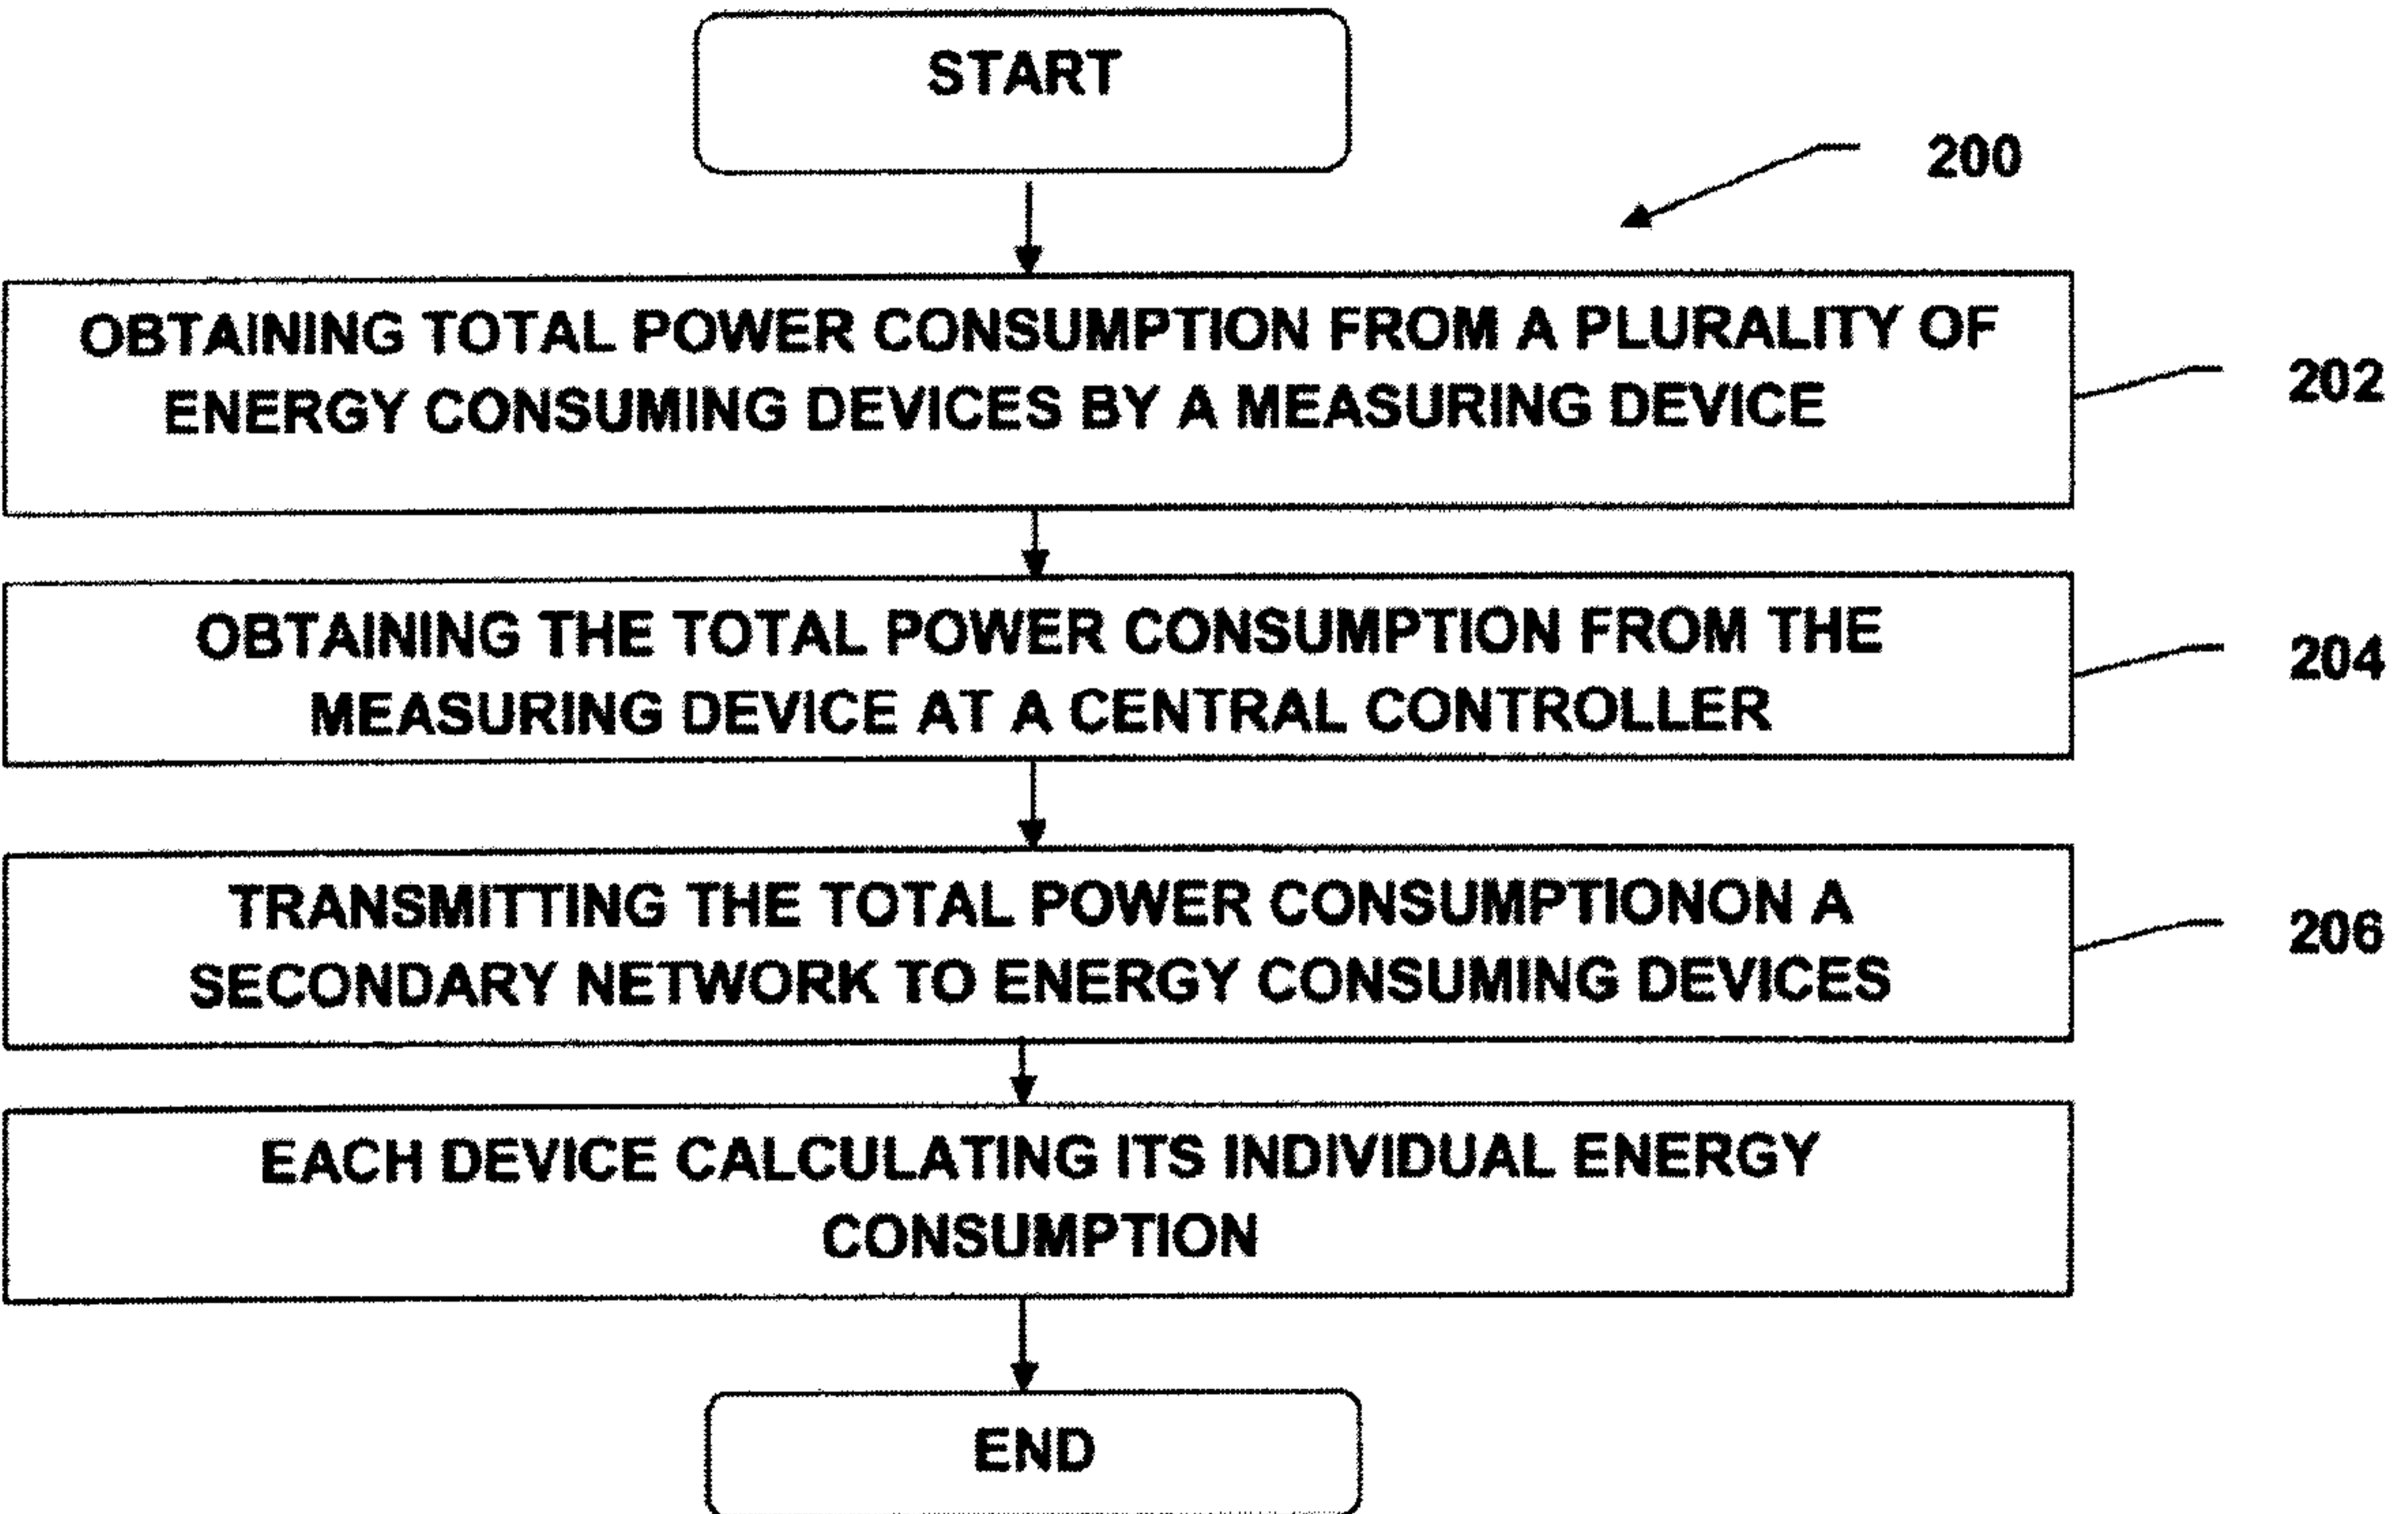 START
200
OBTAINING TOTAL POWER CONSUMPTION FROM A PLURALITY OF
ENERGY CONSUMING DEVICES BY A MEASURING DEVICE
202
OBTAINING THE TOTAL POWER CONSUMPTION FROM THE
MEASURING DEVICE AT A CENTRAL CONTROLLER
204
TRANSMITTING THE TOTAL POWER CONSUMPTIONON A
SECONDARY NETWORK TO ENERGY CONSUMING DEVICES
206
EACH DEVICE CALCULATING ITS INDIVIDUAL ENERGY
CONSUMPTION
END